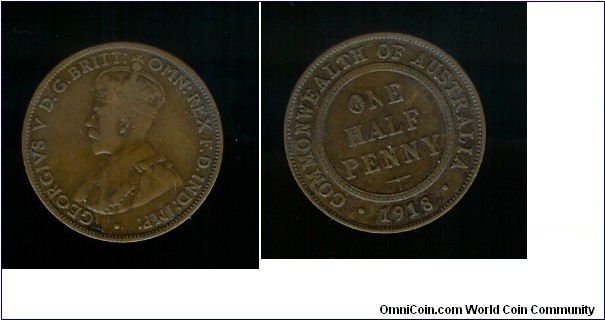 GEORGIVS V D.G.BRITT: OMN: REX F.D.IND:IMP:
COMMONWEALTH OF AUSTRALIA
ONE
HALF
PENNY
1918
OmniCoin.com World Coin Community